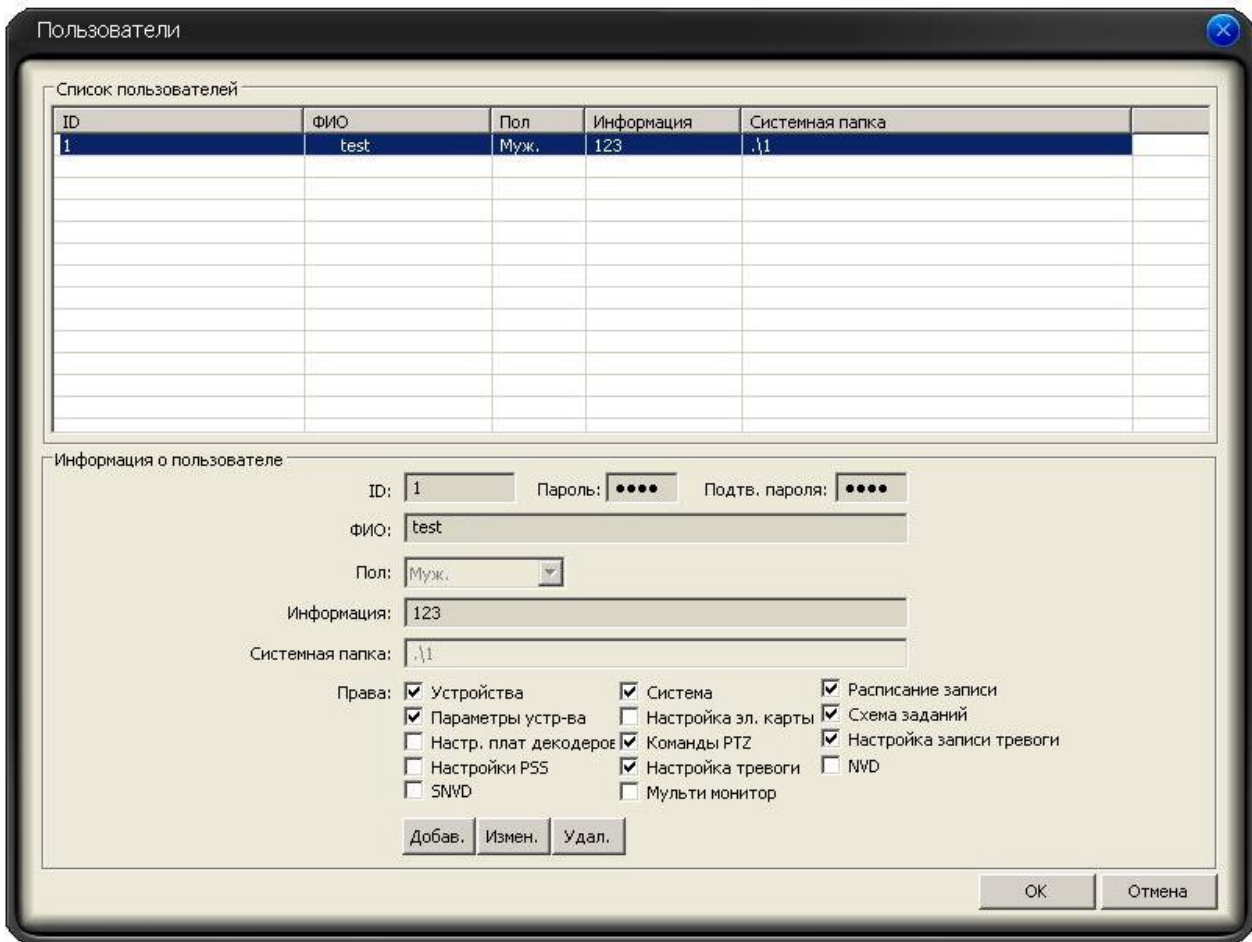 Пользователи
Список пользователей
ID ФИО Пол Информация Системная папка
1 test Муж. 123 .\1
Информация о пользователе
ID: 1 Пароль: ●●●● Подтв. пароля: ●●●●
ФИО: test
Пол: Муж.
Информация: 123
Системная папка: .\1
Права: Устройства Система Расписание записи
Параметры устр-ва Настройка эл. карты Схема заданий
Настр. плат декодеров Команды PTZ Настройка записи тревоги
Настройки PSS Настройка тревоги NVD
SNVD Мульти монитор
Добав. Измен. Удал.
OK Отмена